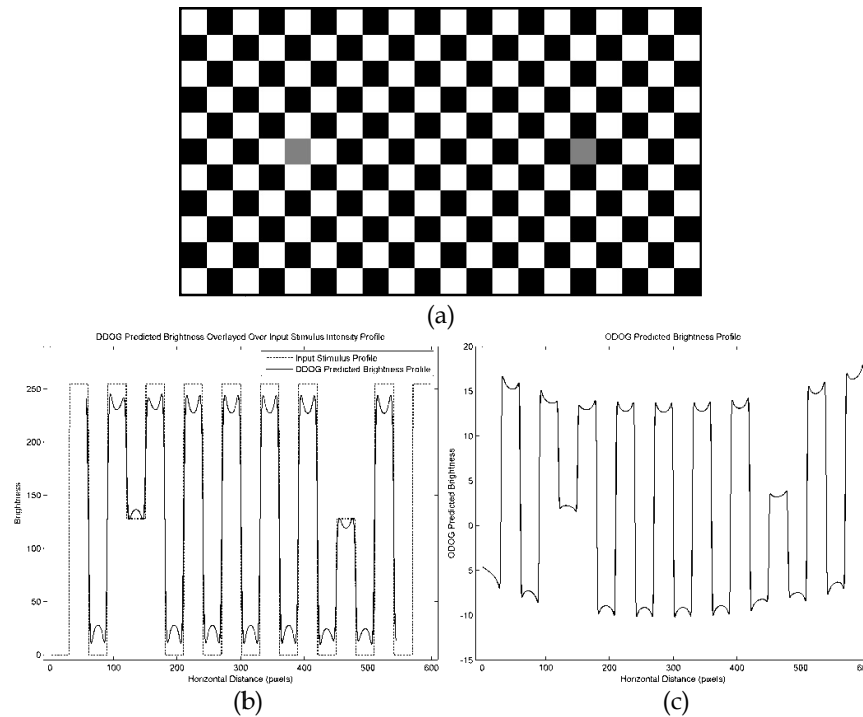 (a)
DDOG Predicted Brightness Overlayed Over Input Stimulus Intensity Profile
Input Stimulus Profile
DDOG Predicted Brightness Profile
250
200
150
100
50
0
Brightness
0 100 200 300 400 500 600
Horizontal Distance (pixels)
(b)
ODOG Predicted Brightness Profile
20
15
10
5
0
5
-10
-15
ODOG Predicted Brightness
0 100 200 300 400 500 600
Horizontal Distance (pixels)
(c)